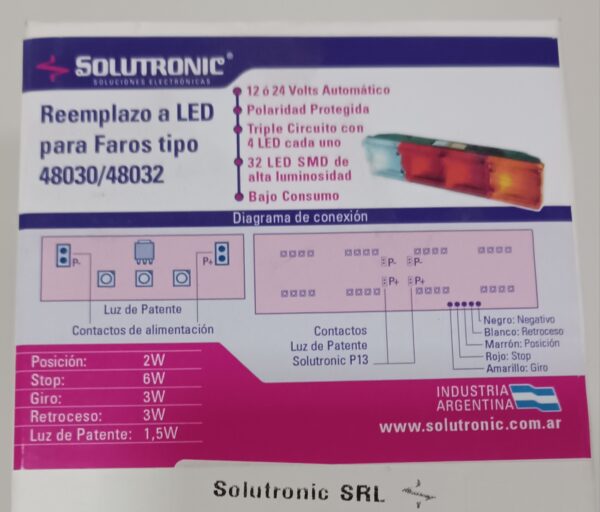 SOLUTRONIC®
SOLUCIONES ELECTRÓNICAS
Reemplazo a LED
para Faros tipo
48030/48032
12 ó 24 Volts Automático
Polaridad Protegida
Triple Circuito con
4 LED cada uno
32 LED SMD de
alta luminosidad
Bajo Consumo
Diagrama de conexión
P-
P+
Luz de Patente
Contactos de alimentación
P-
P-
P+
P+
Contactos
Luz de Patente
Solutronic P13
Negro: Negativo
Blanco: Retroceso
Marrón: Posición
Rojo: Stop
Amarillo: Giro
Posición: 2W
Stop: 6W
Giro: 3W
Retroceso: 3W
Luz de Patente: 1,5W
INDUSTRIA
ARGENTINA
www.solutronic.com.ar
Solutronic SRL